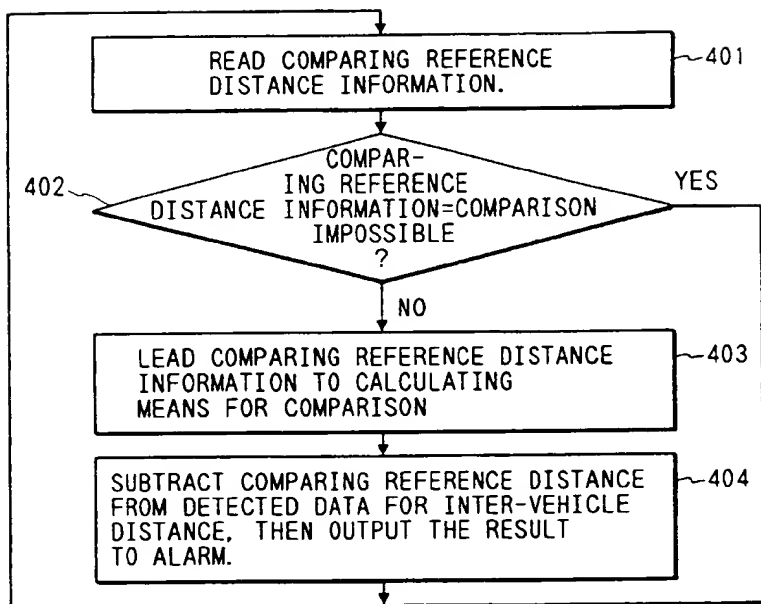 READ COMPARING REFERENCE
DISTANCE INFORMATION.
401
COMPAR-
ING REFERENCE
DISTANCE INFORMATION=COMPARISON
IMPOSSIBLE
?
402
YES
NO
LEAD COMPARING REFERENCE DISTANCE
INFORMATION TO CALCULATING
MEANS FOR COMPARISON
403
SUBTRACT COMPARING REFERENCE DISTANCE
FROM DETECTED DATA FOR INTER-VEHICLE
DISTANCE, THEN OUTPUT THE RESULT
TO ALARM.
404